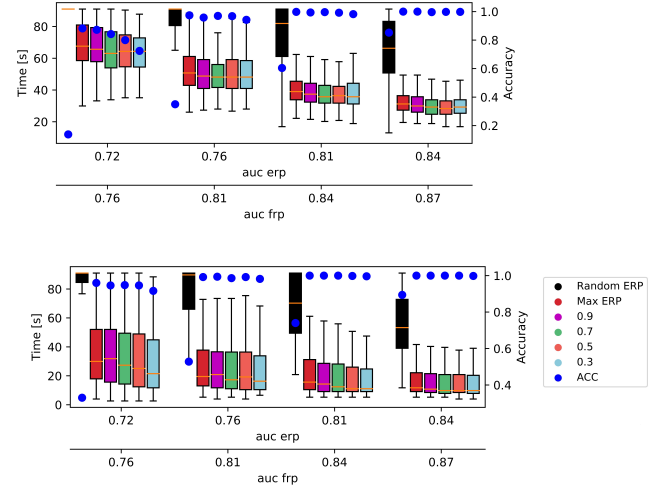 80
60
40
20
Time [s]
1.0
0.8
0.6
0.4
0.2
Accuracy
0.72 0.76 0.81 0.84
auc erp
0.76 0.81 0.84 0.87
auc frp
80
60
40
20
0
Time [s]
1.0
0.8
0.6
0.4
Accuracy
0.72 0.76 0.81 0.84
auc erp
0.76 0.81 0.84 0.87
auc frp
Random ERP
Max ERP
0.9
0.7
0.5
0.3
ACC